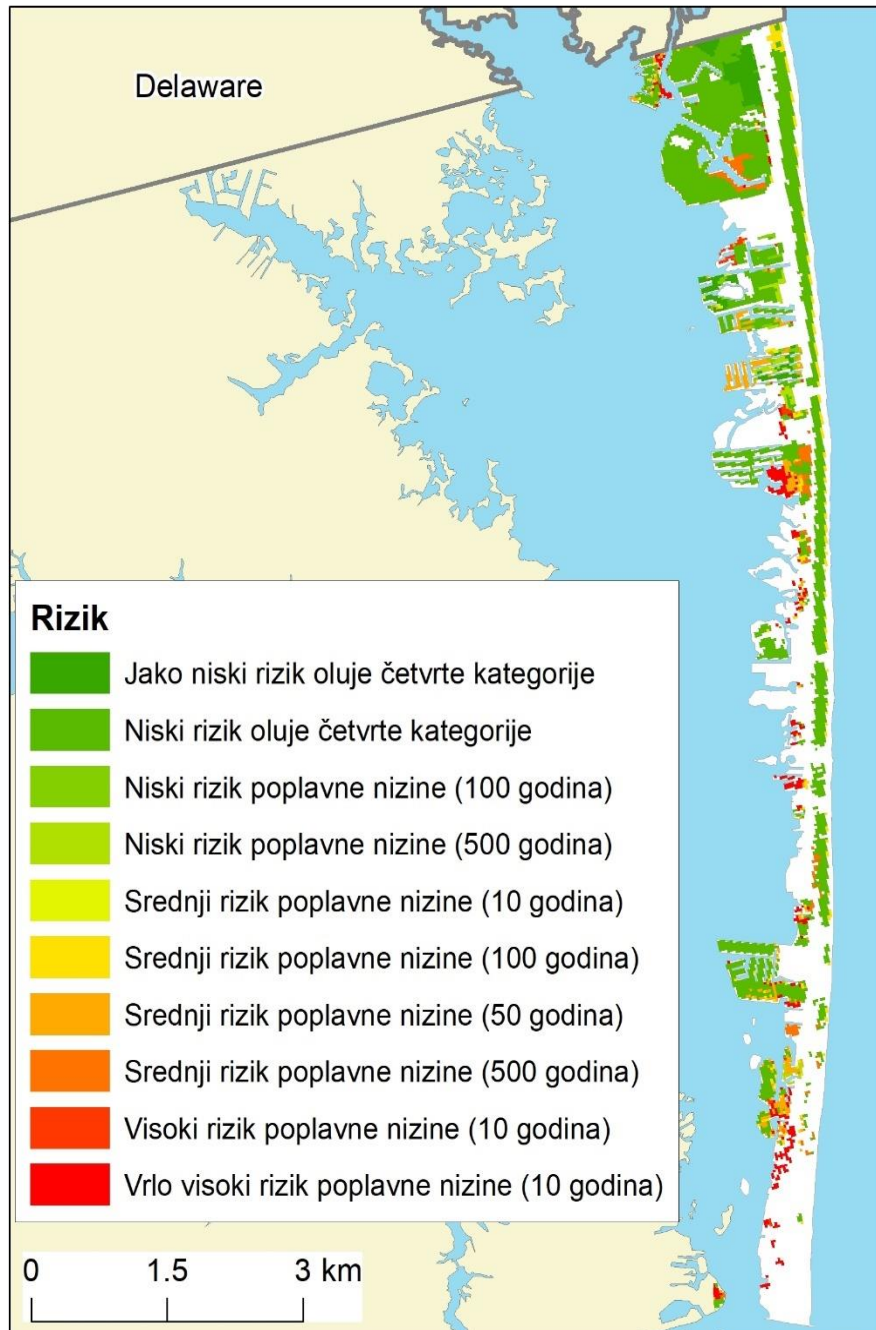 Delaware
Rizik
Jako niski rizik oluje četvrte kategorije
Niski rizik oluje četvrte kategorije
Niski rizik poplavne nizine (100 godina)
Niski rizik poplavne nizine (500 godina)
Srednji rizik poplavne nizine (10 godina)
Srednji rizik poplavne nizine (100 godina)
Srednji rizik poplavne nizine (50 godina)
Srednji rizik poplavne nizine (500 godina)
Visoki rizik poplavne nizine (10 godina)
Vrlo visoki rizik poplavne nizine (10 godina)
0 1.5 3 km